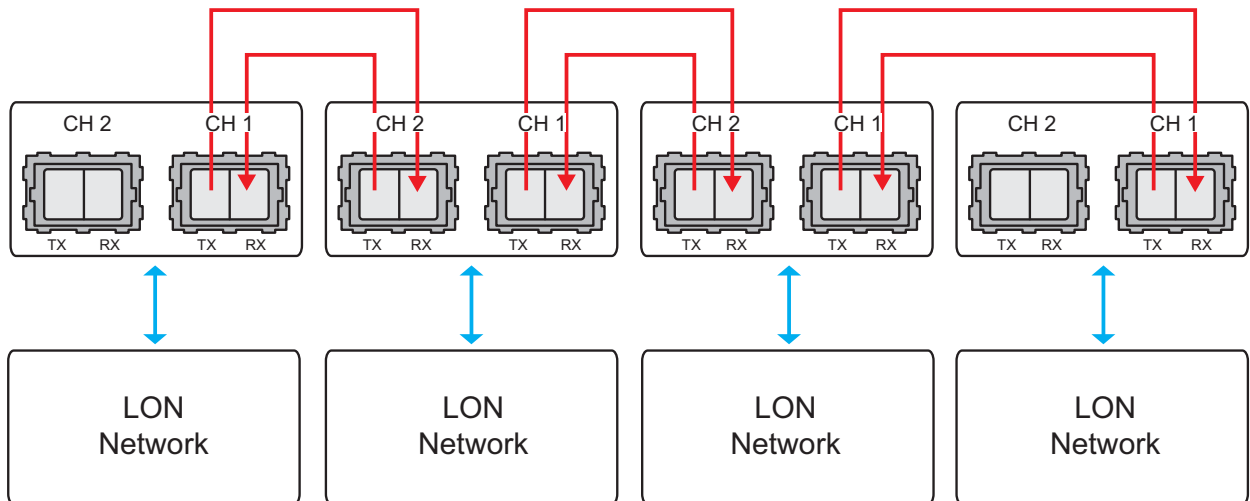 CH 2 CH 1 CH 2 CH 1 CH 2 CH 1 CH 2 CH 1
TX RX TX RX TX RX TX RX TX RX TX RX TX RX TX RX
LON LON LON LON
Network Network Network Network